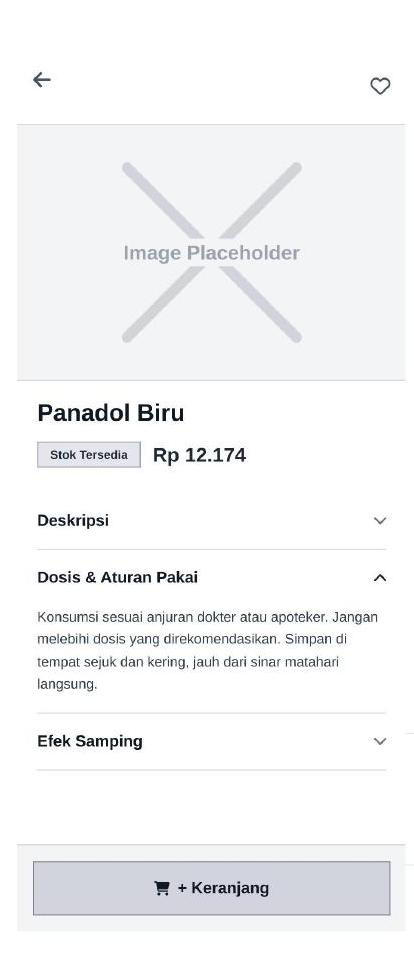 Image Placeholder
Panadol Biru
Stok Tersedia Rp 12.174
Deskripsi
Dosis & Aturan Pakai
Konsumsi sesuai anjuran dokter atau apoteker. Jangan
melebihi dosis yang direkomendasikan. Simpan di
tempat sejuk dan kering, jauh dari sinar matahari
langsung.
Efek Samping
+ Keranjang